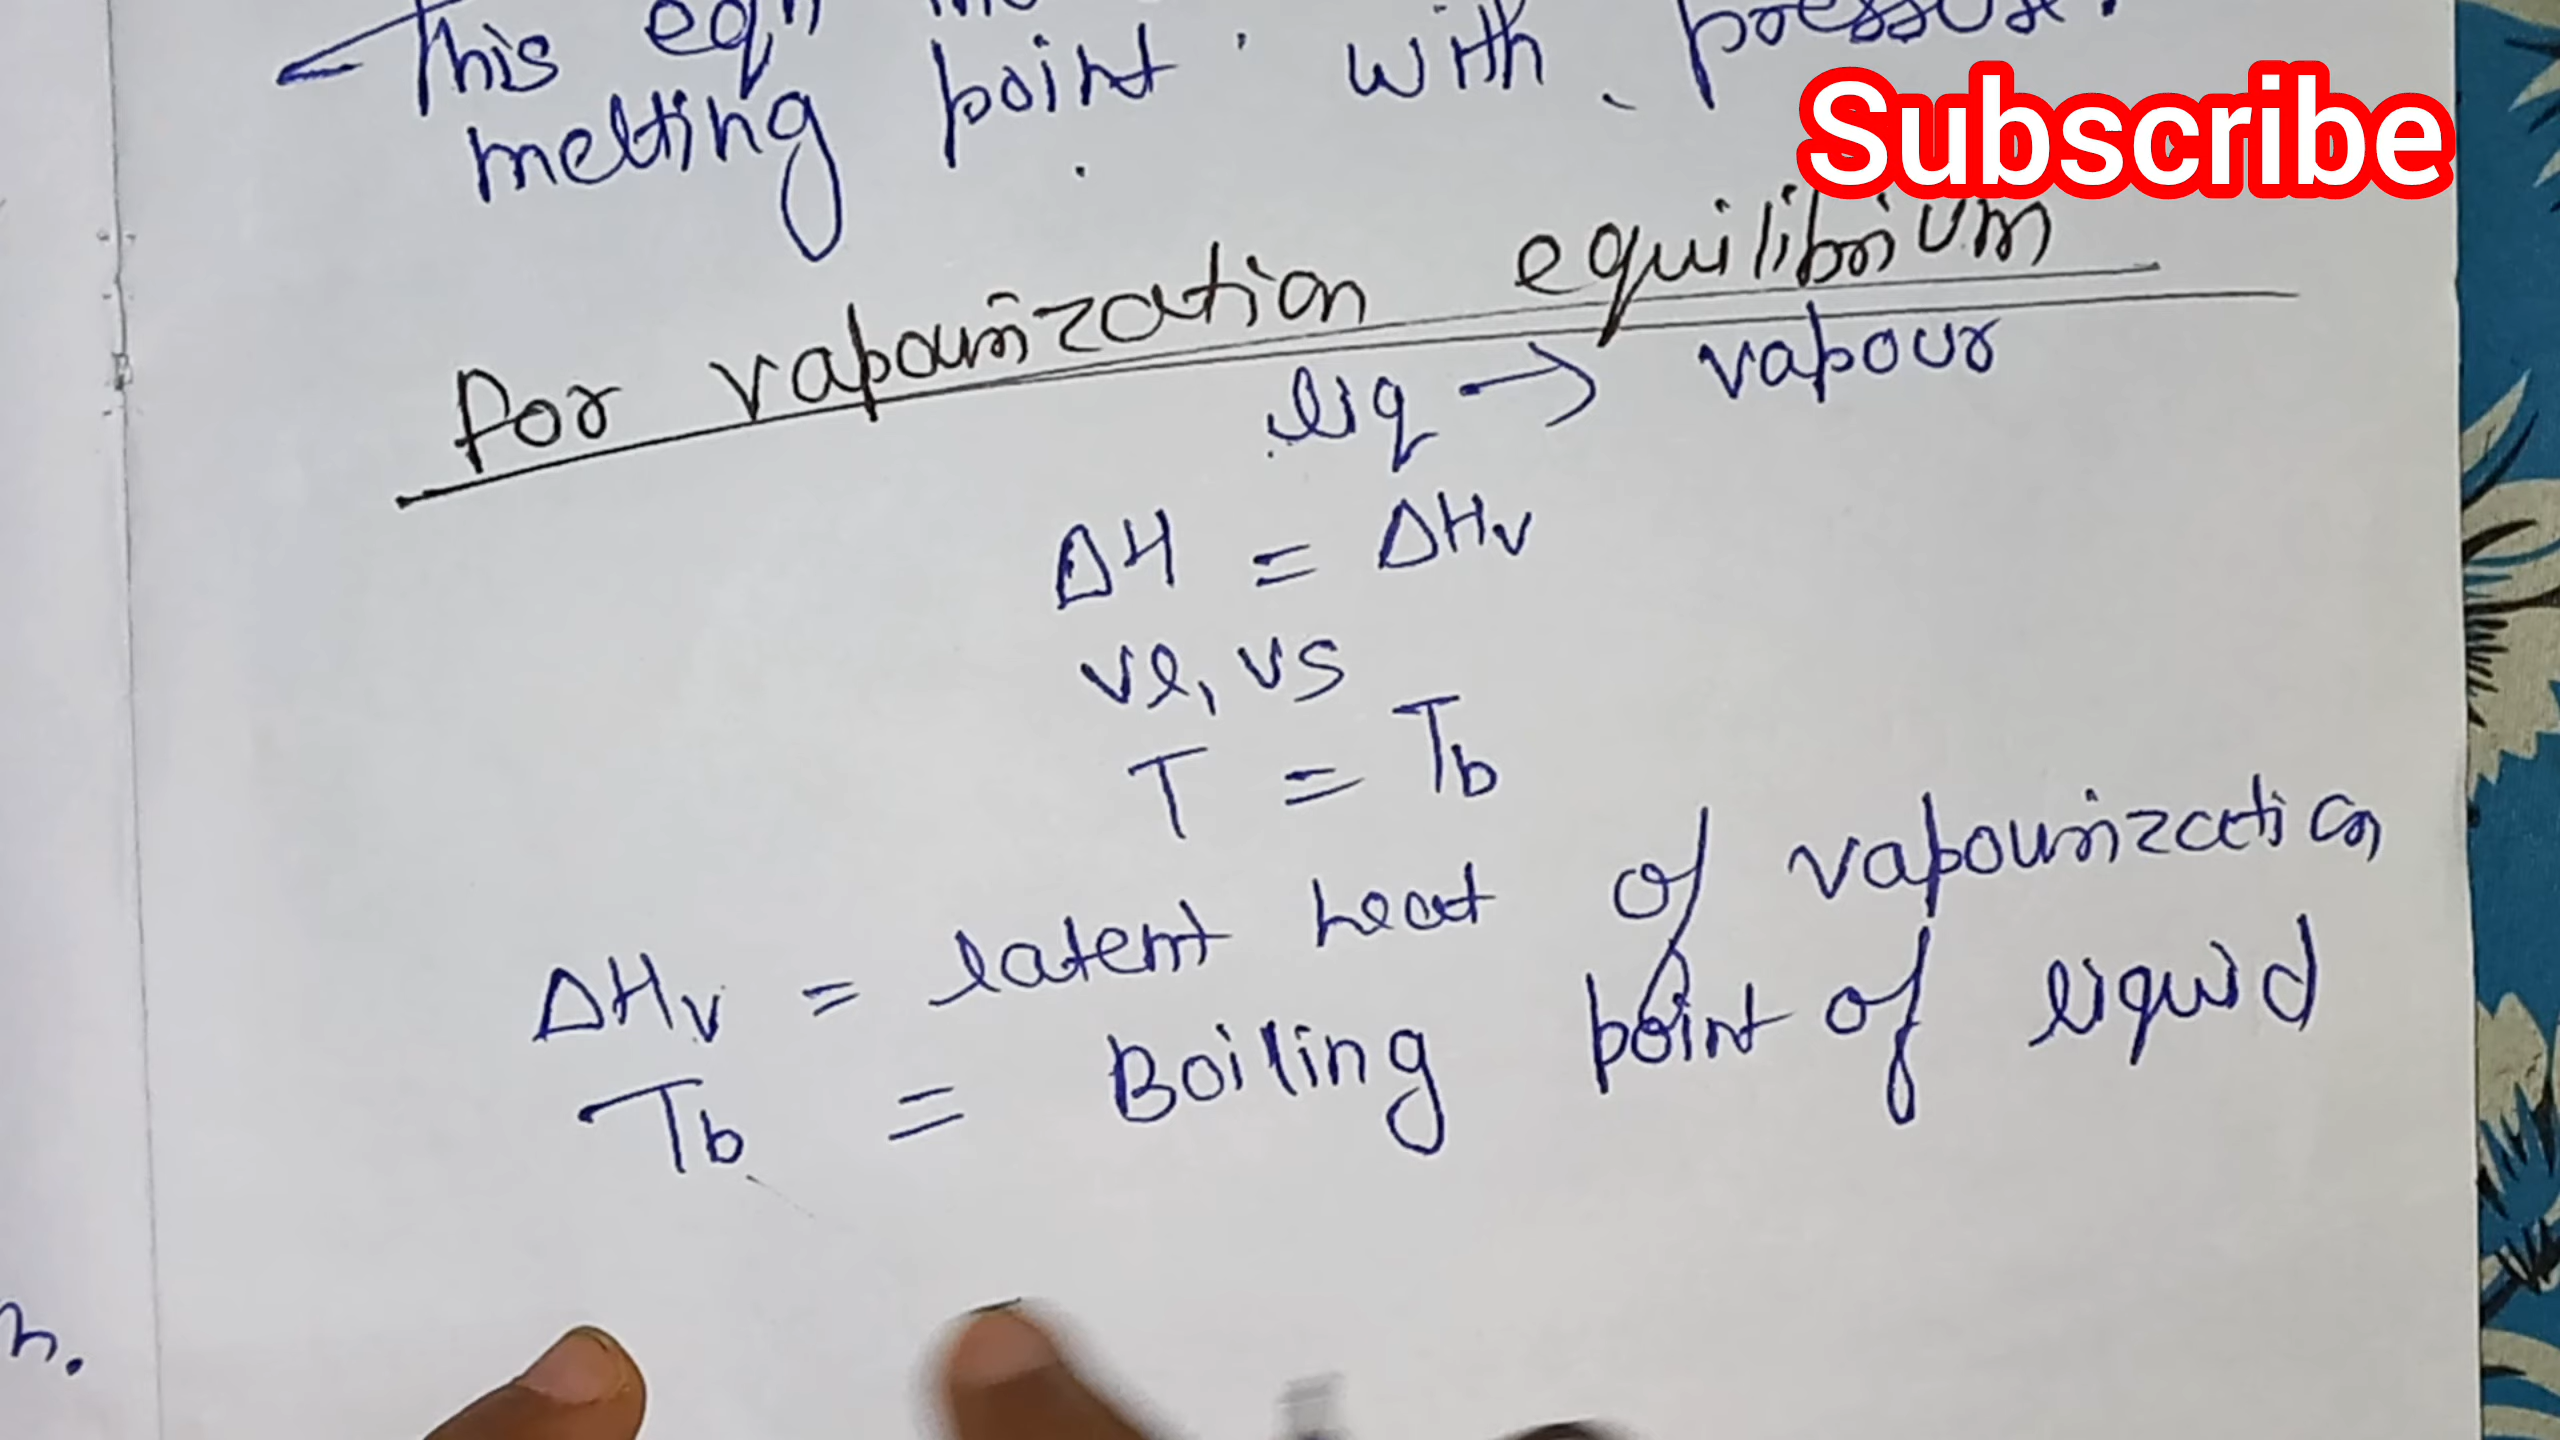 This eqn
melting point with pressure.
Subscribe
For vapourization equilibrium
liq → vapour
ΔH = ΔHv
vl, vs
T = Tb
ΔHv = latent heat of vapourization
Tb = Boiling point of liquid
n.